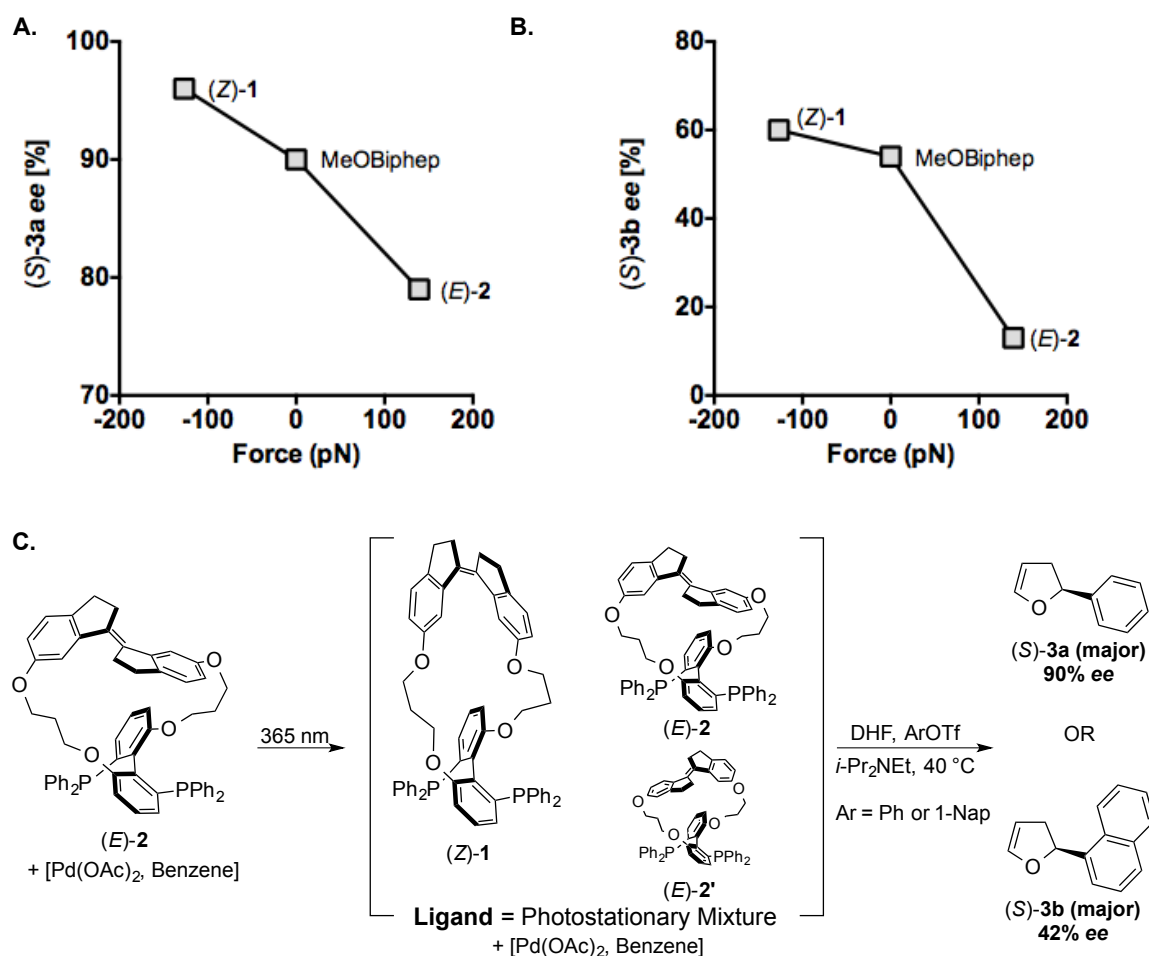 A.
100
90
80
70
(S)-3a ee [%]
(Z)-1
MeOBiphep
(E)-2
-200 -100 0 100 200
Force (pN)
B.
80
60
40
20
0
(S)-3b ee [%]
(Z)-1
MeOBiphep
(E)-2
-200 -100 0 100 200
Force (pN)
C.
O
O
O
O
Ph2P
PPh2
(E)-2
+ [Pd(OAc)2, Benzene]
365 nm
O
O
O
O
Ph2P
PPh2
(Z)-1
O
O
O
O
Ph2P
PPh2
(E)-2
O
O
O
O
Ph2P
PPh2
(E)-2'
Ligand = Photostationary Mixture
+ [Pd(OAc)2, Benzene]
DHF, ArOTf
i-Pr2NEt, 40 °C
Ar = Ph or 1-Nap
O
(S)-3a (major)
90% ee
OR
O
(S)-3b (major)
42% ee